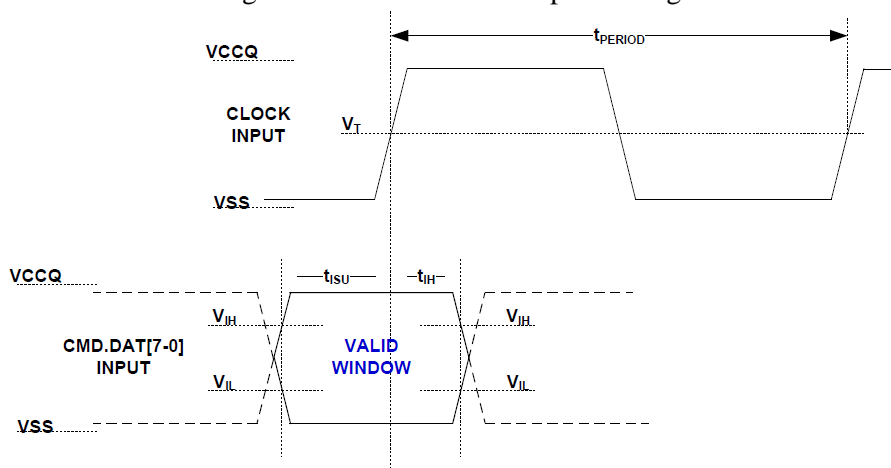 tPERIOD
VCCQ
CLOCK
INPUT
VT
VSS
VCCQ
tISU
tIH
VIH
VIH
CMD.DAT[7-0]
INPUT
VALID
WINDOW
VIL
VIL
VSS